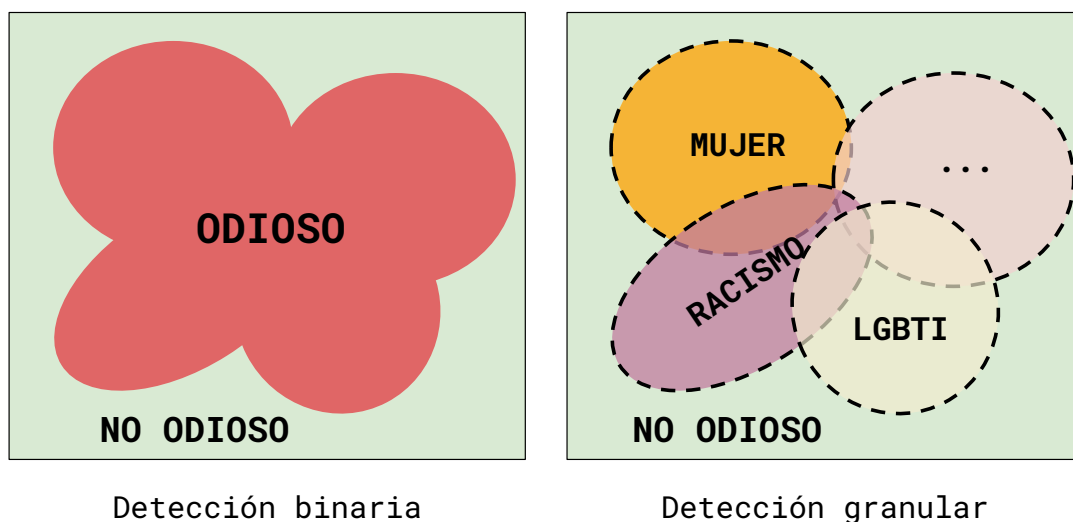 ODIOSO
NO ODIOSO
Detección binaria
MUJER
...
RACISMO
LGBTI
NO ODIOSO
Detección granular